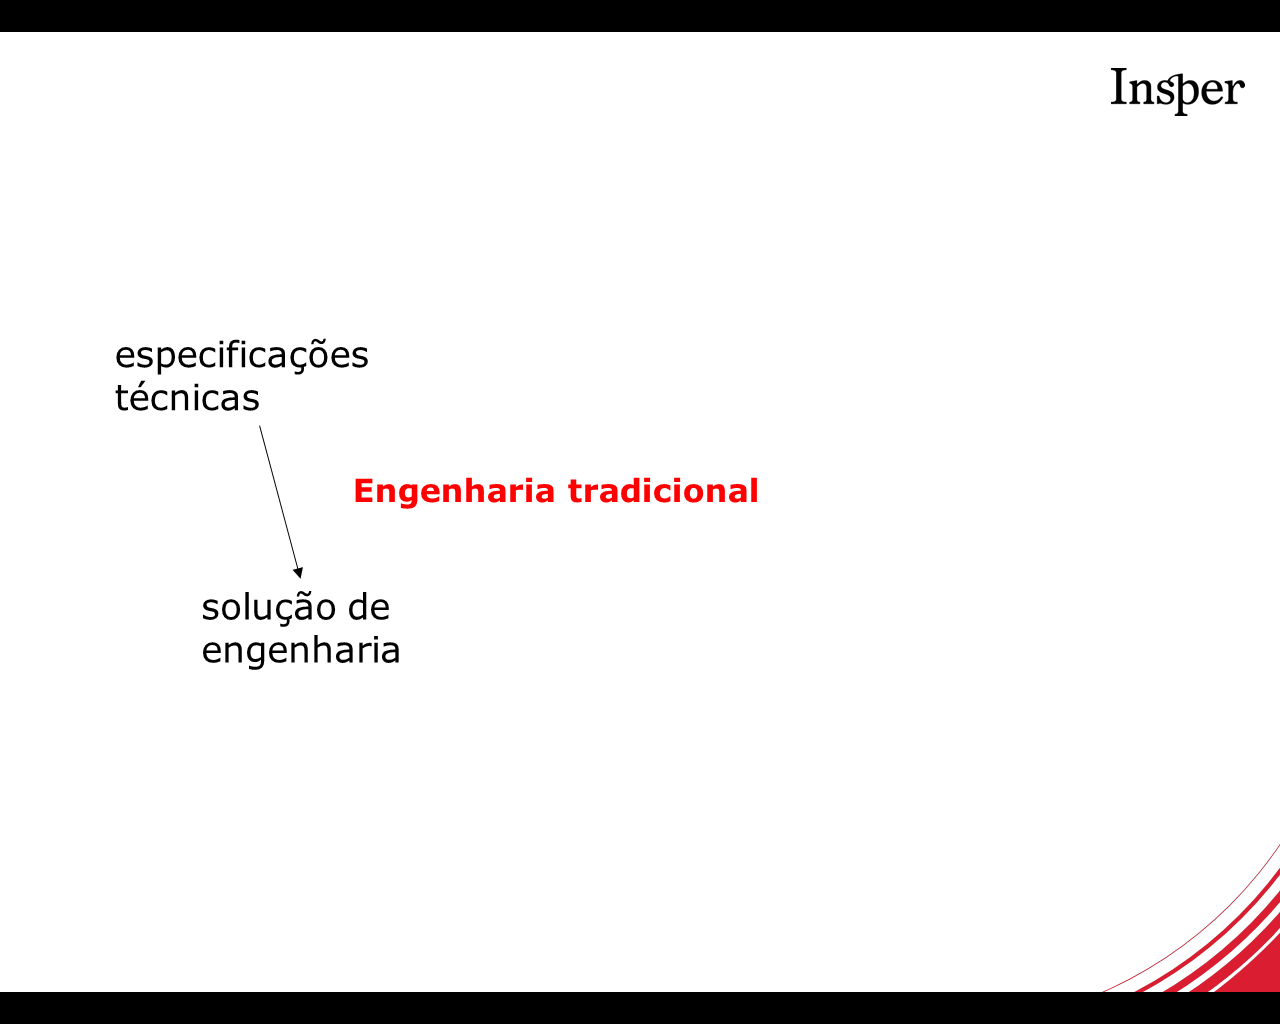 Insper
especificações
técnicas
Engenharia tradicional
solução de
engenharia